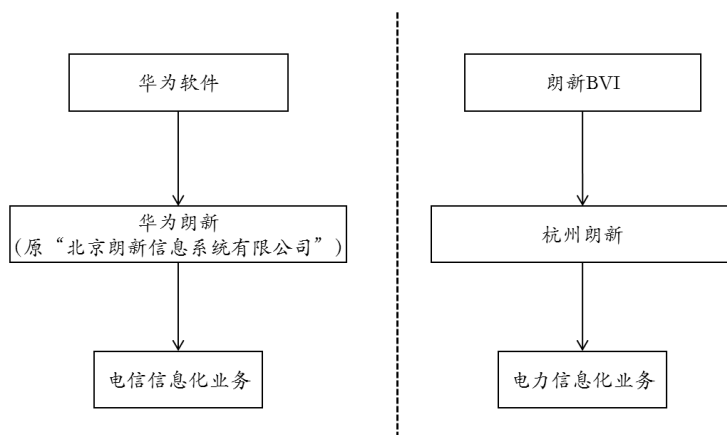 华为软件
华为朗新
(原“北京朗新信息系统有限公司”)
电信信息化业务
朗新BVI
杭州朗新
电力信息化业务